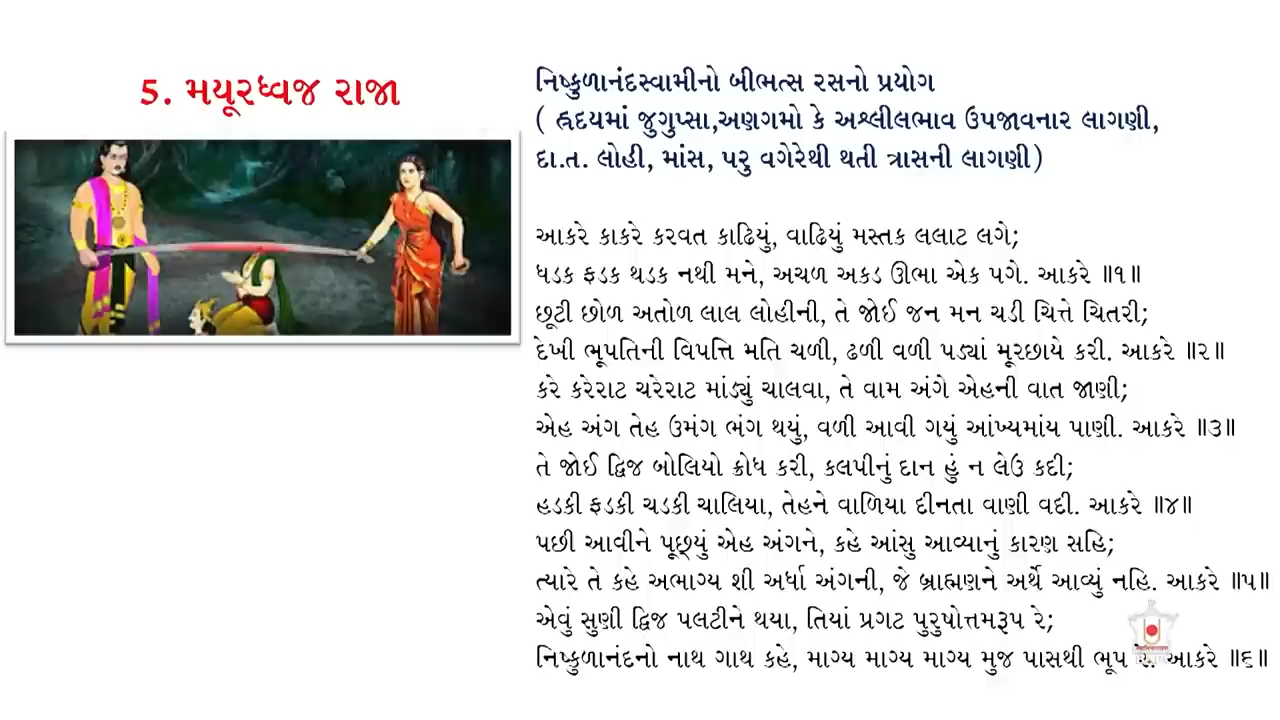 5. મયૂરધ્વજ રાજા
નિષ્કુળાનંદસ્વામીનો બીભત્સ રસનો પ્રયોગ
( હૃદયમાં જુગુપ્સા,અણગમો કે અશ્લીલભાવ ઉપજાવનાર લાગણી,
દા.ત. લોહી, માંસ, પરુ વગેરેથી થતી ત્રાસની લાગણી)
આકરે કાકરે કરવત કાઢિયું, વાઢિયું મસ્તક લલાટ લગે;
ધડક ફડક થડક નથી મને, અચળ અકડ ઊભા એક પગે. આકરે ॥૧॥
છૂટી છોળ અતોળ લાલ લોહીની, તે જોઈ જન મન ચડી ચિત્તે ચિતરી;
દેખી ભૂપતિની વિપત્તિ મતિ ચળી, ઢળી વળી પડ્યાં મૂરછાયે કરી. આકરે ॥૨॥
કરે કરેરાટ ચરેરાટ માંડ્યું ચાલવા, તે વામ અંગે એહની વાત જાણી;
એહ અંગ તેહ ઉમંગ ભંગ થયું, વળી આવી ગયું આંખ્યમાંય પાણી. આકરે ॥૩॥
તે જોઈ દ્વિજ બોલિયો ક્રોધ કરી, કલપીનું દાન હું ન લેઉ કદી;
હડકી ફડકી ચડકી ચાલિયા, તેહને વાળિયા દીનતા વાણી વદી. આકરે ॥૪॥
પછી આવીને પૂછ્યું એહ અંગને, કહે આંસુ આવ્યાનું કારણ સહિ;
ત્યારે તે કહે અભાગ્ય શી અર્ધા અંગની, જે બ્રાહ્મણને અર્થે આવ્યું નહિ. આકરે ॥૫॥
એવું સુણી દ્વિજ પલટીને થયા, તિયાં પ્રગટ પુરુષોત્તમરૂપ રે;
નિષ્કુળાનંદનો નાથ ગાથ કહે, માગ્ય માગ્ય માગ્ય મુજ પાસથી ભૂપ રે. આકરે ॥૬॥